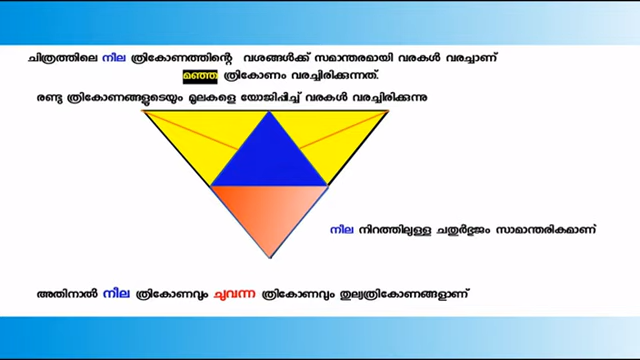 ചിത്രത്തിലെ നീല ത്രികോണത്തിന്റെ വശങ്ങൾക്ക് സമാന്തരമായി വരകൾ വരച്ചാണ്
മഞ്ഞ ത്രികോണം വരച്ചിരിക്കുന്നത്.
രണ്ടു ത്രികോണങ്ങളുടെയും മൂലകളെ യോജിപ്പിച്ച് വരകൾ വരച്ചിരിക്കുന്നു
നീല നിറത്തിലുള്ള ചതുർഭുജം സാമാന്തരികമാണ്
അതിനാൽ നീല ത്രികോണവും ചുവന്ന ത്രികോണവും തുല്യത്രികോണങ്ങളാണ്